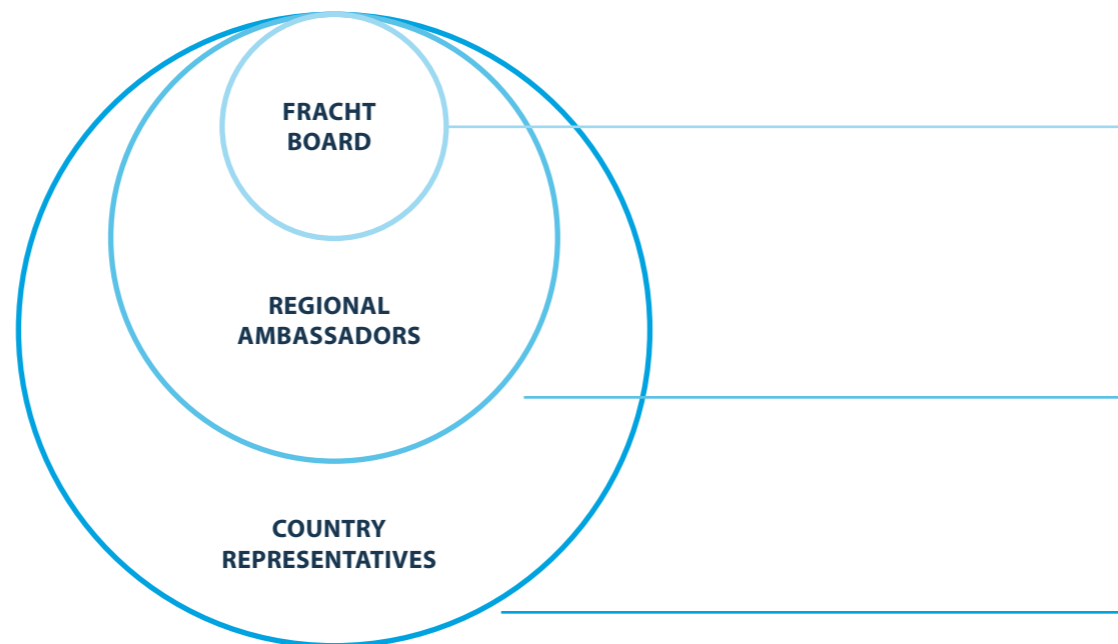 FRACHT
BOARD
REGIONAL
AMBASSADORS
COUNTRY
REPRESENTATIVES